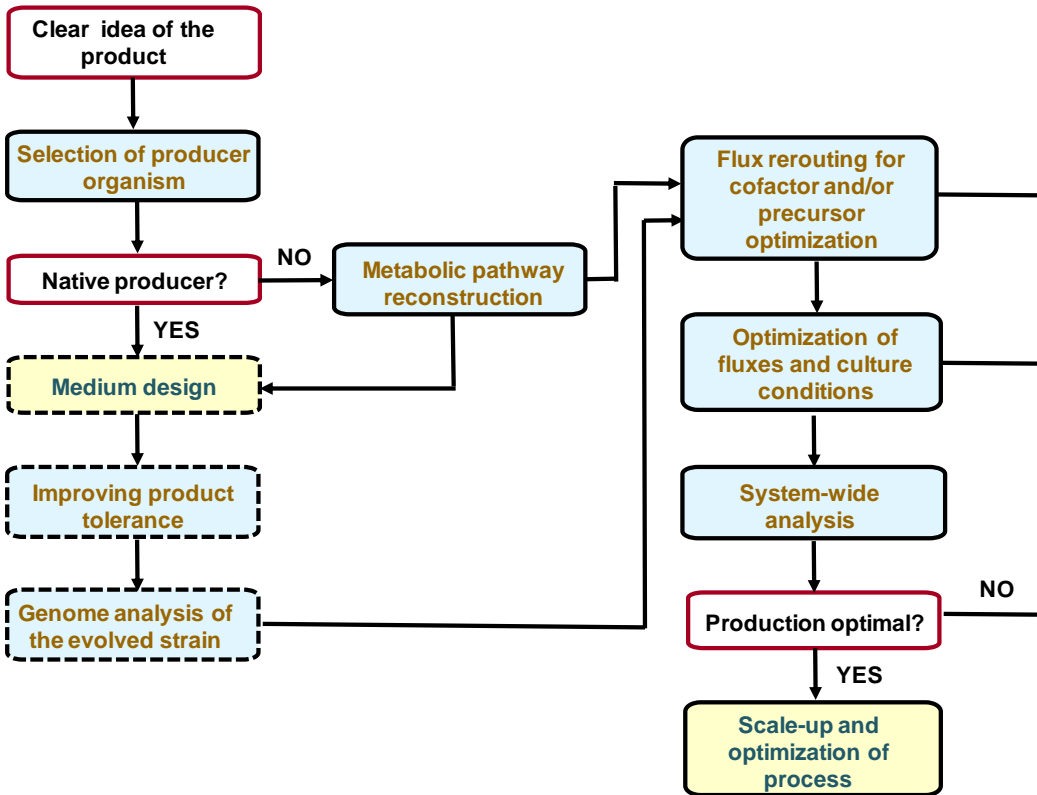 Clear idea of the
product
Selection of producer
organism
Native producer?
NO
YES
Metabolic pathway
reconstruction
Medium design
Improving product
tolerance
Genome analysis of
the evolved strain
Flux rerouting for
cofactor and/or
precursor
optimization
Optimization of
fluxes and culture
conditions
System-wide
analysis
Production optimal?
NO
YES
Scale-up and
optimization of
process